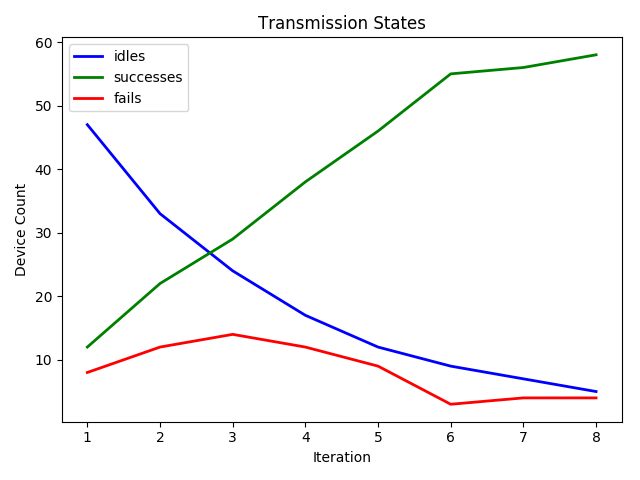 Transmission States
idles
successes
fails
Device Count
60
50
40
30
20
10
1 2 3 4 5 6 7 8
Iteration